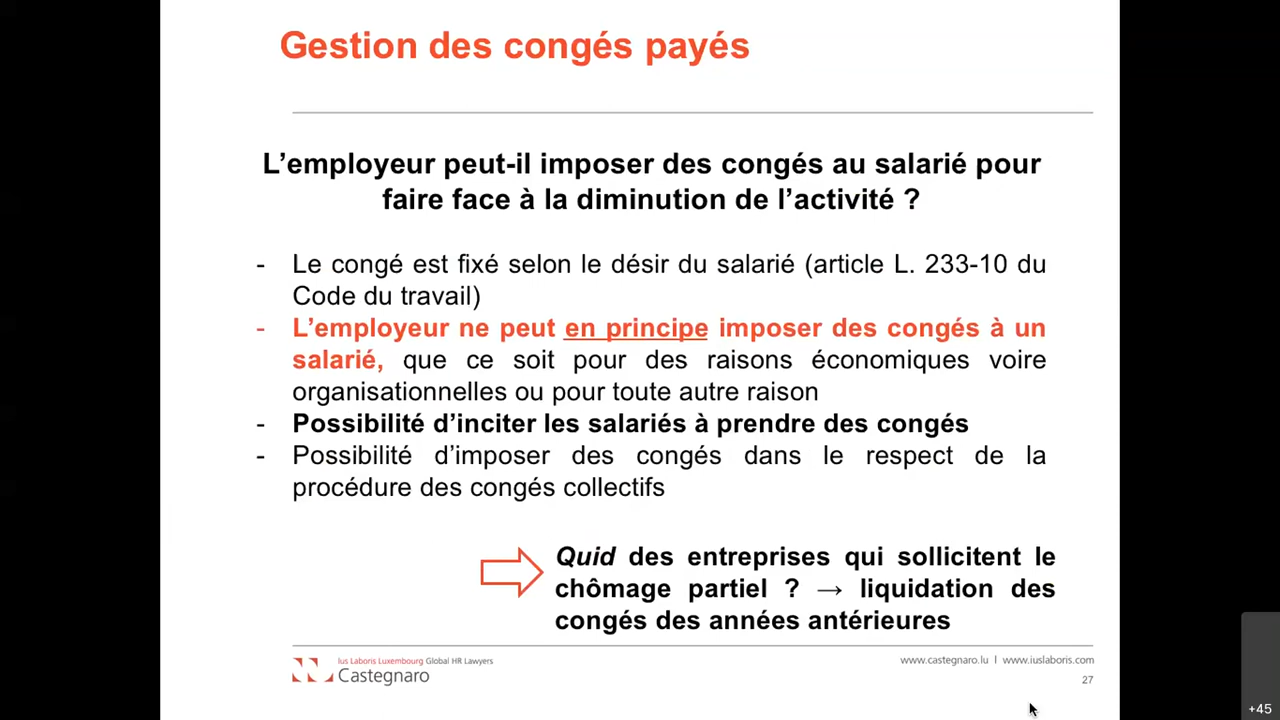 Gestion des congés payés
L’employeur peut-il imposer des congés au salarié pour
faire face à la diminution de l’activité ?
- Le congé est fixé selon le désir du salarié (article L. 233-10 du
Code du travail)
- L’employeur ne peut en principe imposer des congés à un
salarié, que ce soit pour des raisons économiques voire
organisationnelles ou pour toute autre raison
- Possibilité d’inciter les salariés à prendre des congés
- Possibilité d’imposer des congés dans le respect de la
procédure des congés collectifs
Quid des entreprises qui sollicitent le
chômage partiel ? → liquidation des
congés des années antérieures
Ius Laboris Luxembourg Global HR Lawyers
Castegnaro
www.castegnaro.lu | www.iuslaboris.com
27
+45